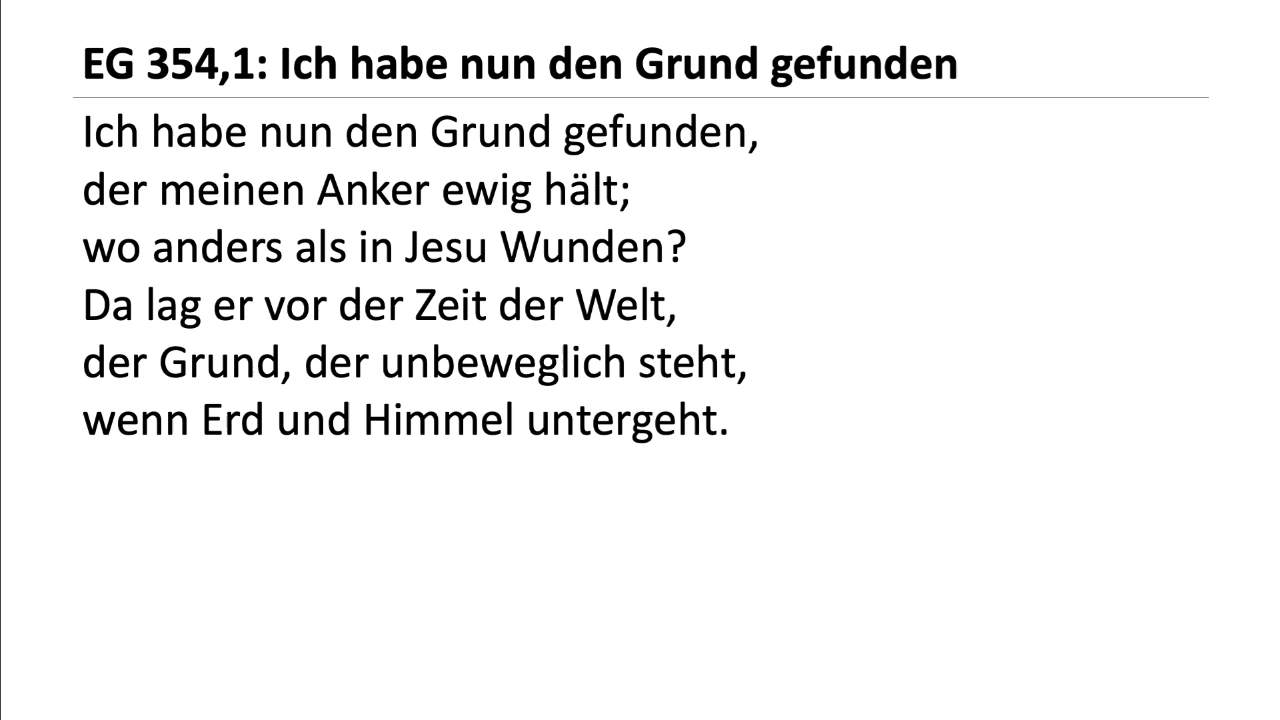 EG 354,1: Ich habe nun den Grund gefunden
Ich habe nun den Grund gefunden,
der meinen Anker ewig hält;
wo anders als in Jesu Wunden?
Da lag er vor der Zeit der Welt,
der Grund, der unbeweglich steht,
wenn Erd und Himmel untergeht.